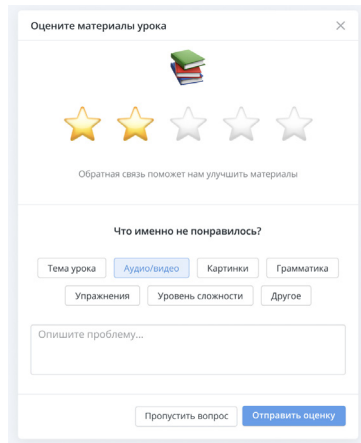 Оцените материалы урока
Обратная связь поможет нам улучшить материалы
Что именно не понравилось?
Тема урока Аудио/видео Картинки Грамматика
Упражнения Уровень сложности Другое
Опишите проблему...
Пропустить вопрос Отправить оценку